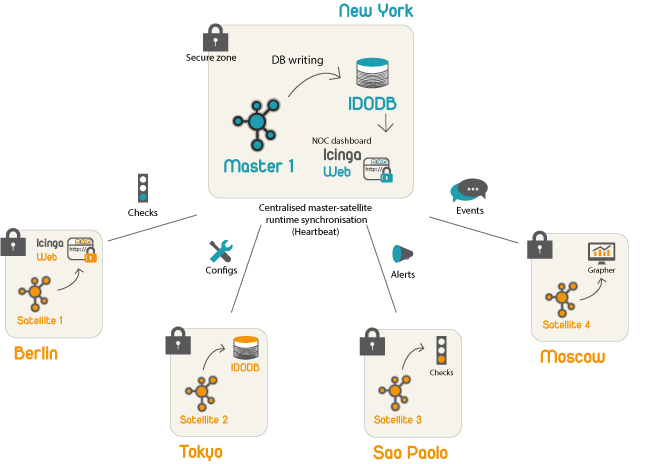 New York
Secure zone
DB writing
IDODB
Master 1
NOC dashboard
Icinga
Web
http://
Centralised master-satellite
runtime synchronisation
(Heartbeat)
Checks
Events
Configs
Alerts
Icinga
Web
http://
Satellite 1
Berlin
IDODB
Satellite 2
Tokyo
Checks
Satellite 3
Sao Paolo
Grapher
Satellite 4
Moscow